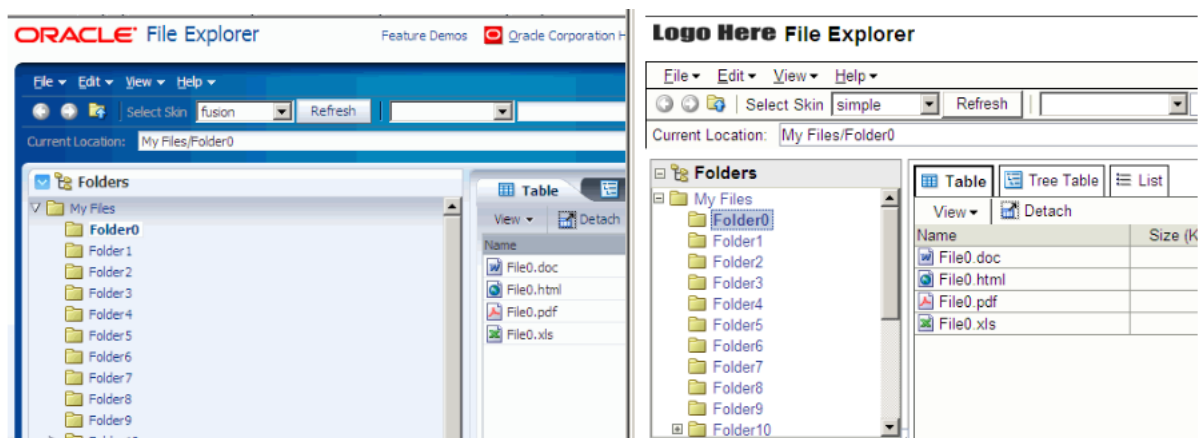 ORACLE File Explorer
Feature Demos
Oracle Corporation H
File Edit View Help
Select Skin fusion Refresh
Current Location: My Files/Folder0
Folders
My Files
Folder0
Folder1
Folder2
Folder3
Folder4
Folder5
Folder6
Folder7
Folder8
Folder9
Table
View Detach
Name
File0.doc
File0.html
File0.pdf
File0.xls
Logo Here File Explorer
File Edit View Help
Select Skin simple Refresh
Current Location: My Files/Folder0
Folders
My Files
Folder0
Folder1
Folder2
Folder3
Folder4
Folder5
Folder6
Folder7
Folder8
Folder9
Folder10
Table Tree Table List
View Detach
Name Size (K
File0.doc
File0.html
File0.pdf
File0.xls